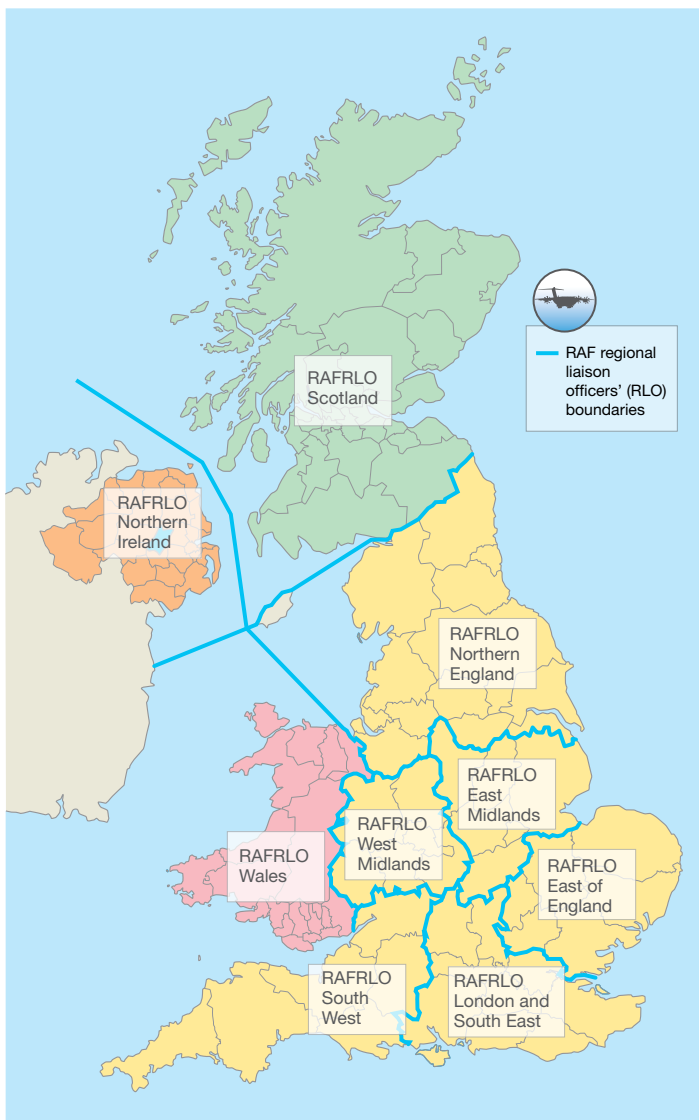 RAF regional
liaison
officers' (RLO)
boundaries
RAFRLO
Scotland
RAFRLO
Northern
Ireland
RAFRLO
Northern
England
RAFRLO
East
Midlands
RAFRLO
West
Midlands
RAFRLO
Wales
RAFRLO
East of
England
RAFRLO
South
West
RAFRLO
London and
South East